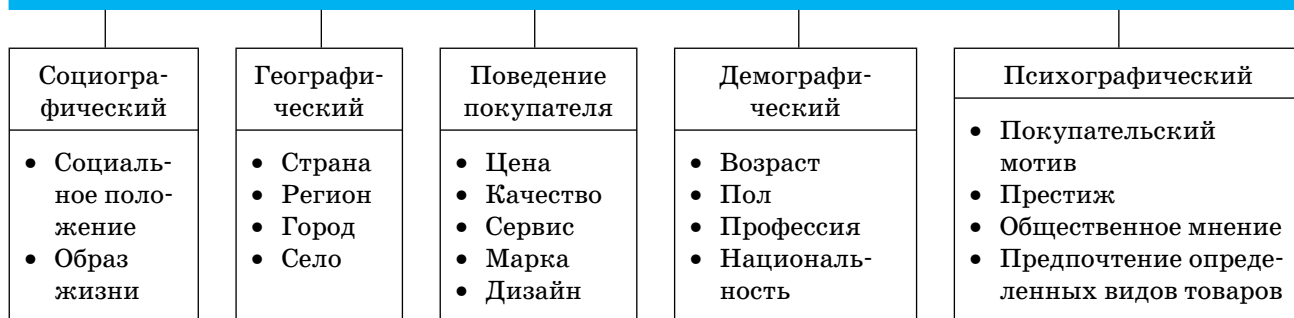 Социогра-
фический
• Социаль-
ное поло-
жение
• Образ
жизни
Географи-
ческий
• Страна
• Регион
• Город
• Село
Поведение
покупателя
• Цена
• Качество
• Сервис
• Марка
• Дизайн
Демографи-
ческий
• Возраст
• Пол
• Профессия
• Националь-
ность
Психографический
• Покупательский
мотив
• Престиж
• Общественное мнение
• Предпочтение опреде-
ленных видов товаров